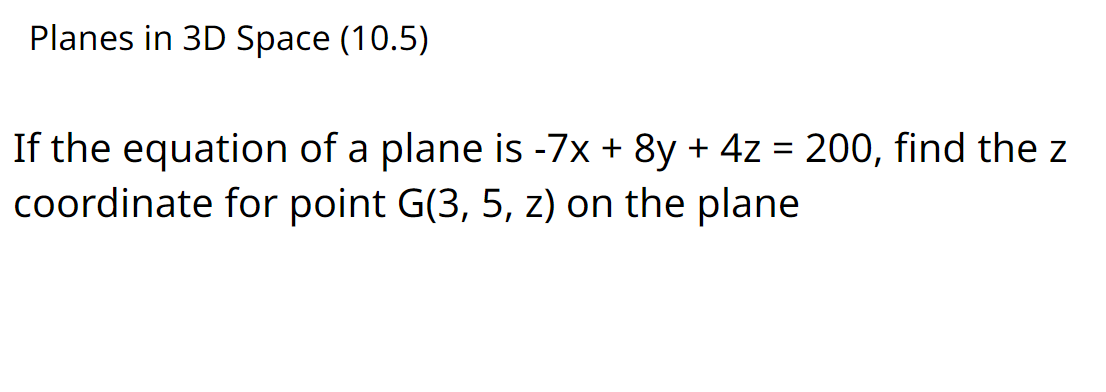 Planes in 3D Space (10.5)
If the equation of a plane is -7x + 8y + 4z = 200, find the z
coordinate for point G(3, 5, z) on the plane